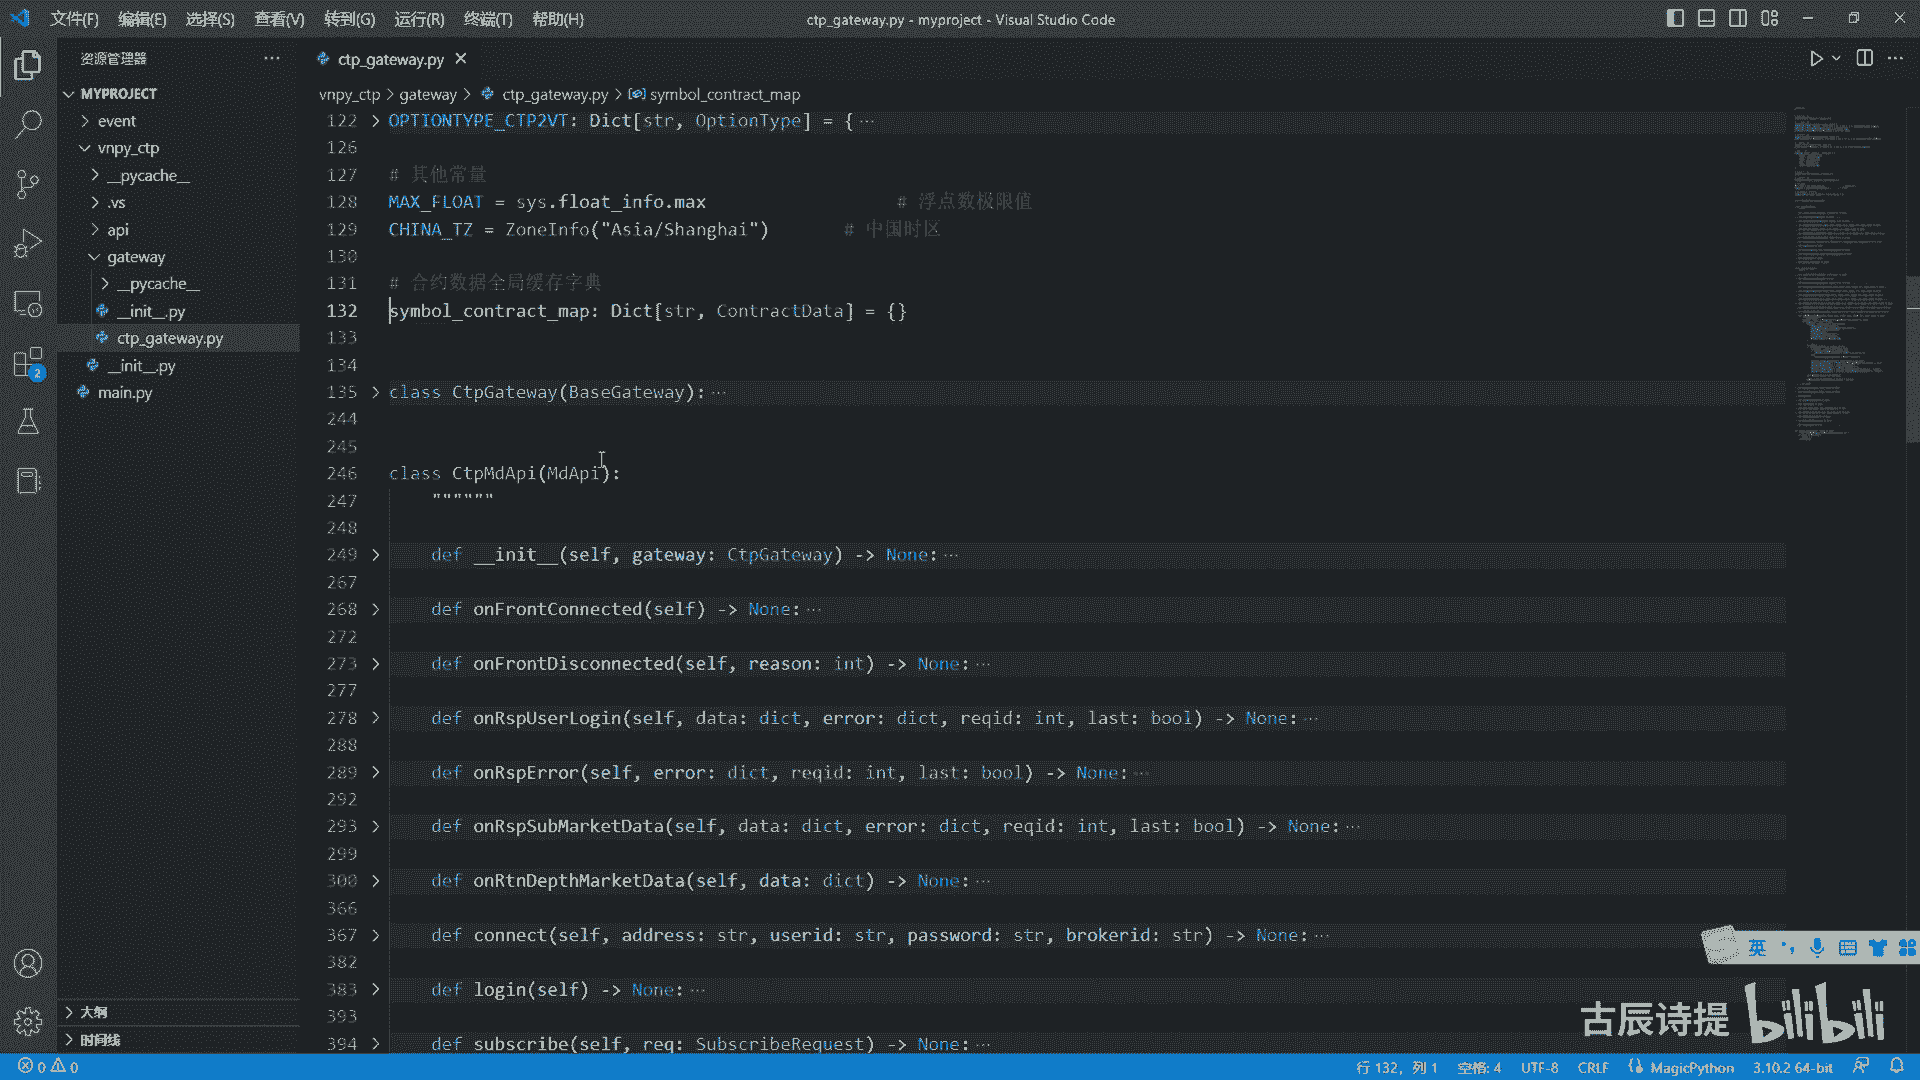 文件(F) 编辑(E) 选择(S) 查看(V) 转到(G) 运行(R) 终端(T) 帮助(H) ctp_gateway.py - myproject - Visual Studio Code
资源管理器
MYPROJECT
event
vnpy_ctp
__pycache__
.vs
api
gateway
__pycache__
__init__.py
ctp_gateway.py
__init__.py
main.py
大纲
时间线
2
ctp_gateway.py
vnpy_ctp > gateway > ctp_gateway.py > symbol_contract_map
122 OPTIONTYPE_CTP2VT: Dict[str, OptionType] = { ···
126
127 # 其他常量
128 MAX_FLOAT = sys.float_info.max # 浮点数极限值
129 CHINA_TZ = ZoneInfo("Asia/Shanghai") # 中国时区
130
131 # 合约数据全局缓存字典
132 symbol_contract_map: Dict[str, ContractData] = {}
133
134
135 class CtpGateway(BaseGateway): ···
244
245
246 class CtpMdApi(MdApi):
247 """"""
248
249 def __init__(self, gateway: CtpGateway) -> None: ···
267
268 def onFrontConnected(self) -> None: ···
272
273 def onFrontDisconnected(self, reason: int) -> None: ···
277
278 def onRspUserLogin(self, data: dict, error: dict, reqid: int, last: bool) -> None: ···
288
289 def onRspError(self, error: dict, reqid: int, last: bool) -> None: ···
292
293 def onRspSubMarketData(self, data: dict, error: dict, reqid: int, last: bool) -> None: ···
299
300 def onRtnDepthMarketData(self, data: dict) -> None: ···
366
367 def connect(self, address: str, userid: str, password: str, brokerid: str) -> None: ···
382
383 def login(self) -> None: ···
393
394 def subscribe(self, req: SubscribeRequest) -> None: ···
英
古辰诗提 bilibili
0 0 行 132，列 1 空格: 4 UTF-8 CRLF MagicPython 3.10.2 64-bit